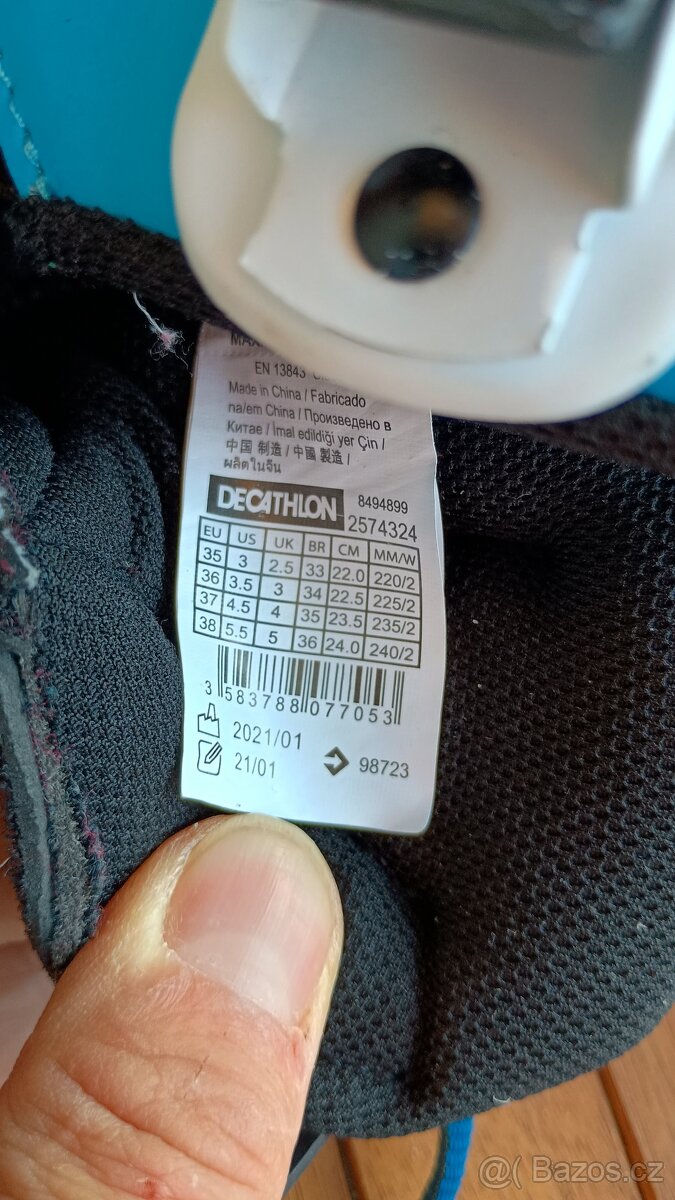 EN 13843
Made in China / Fabricado
na/em China / Произведено в
Китае / İmal edildiği yer Çin /
中国 制造 / 中國 製造 /
ผลิตในจีน
DECATHLON 8494899
2574324
EU US UK BR CM MM/W
35 3 2.5 33 22.0 220/2
36 3.5 3 34 22.5 225/2
37 4.5 4 35 23.5 235/2
38 5.5 5 36 24.0 240/2
3 583788 077053
2021/01
21/01 98723
@( Bazos.cz